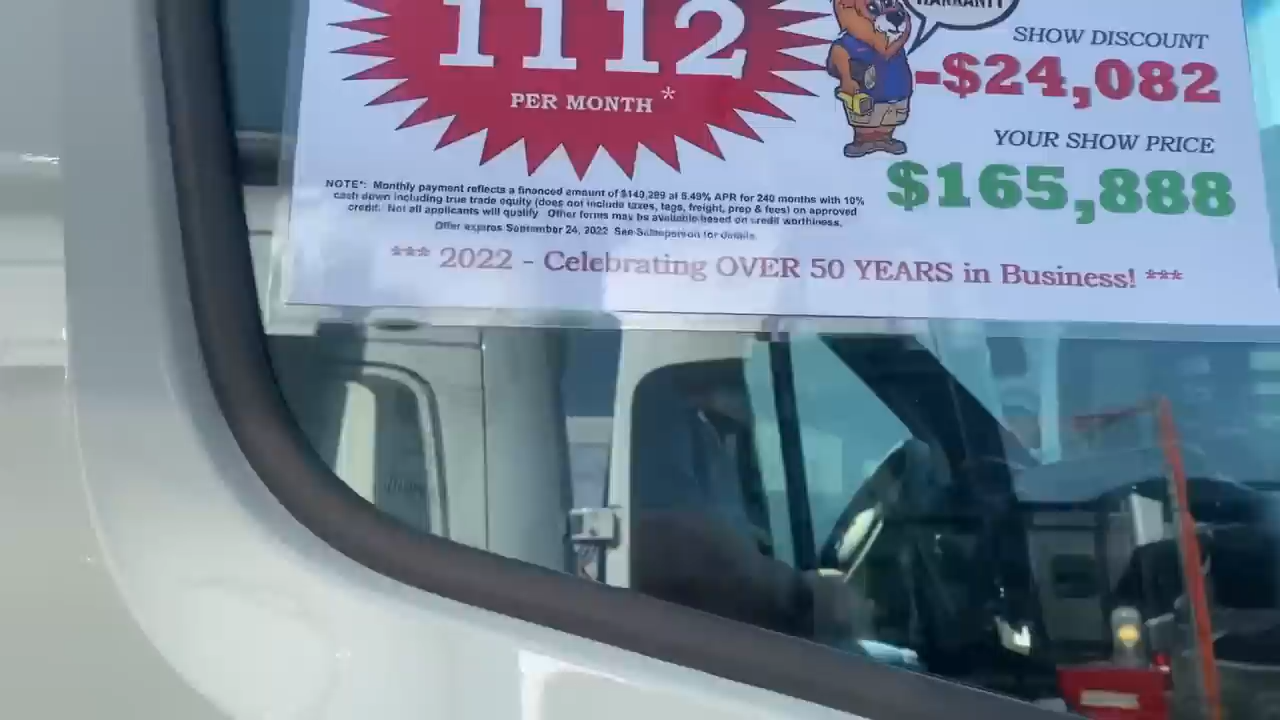 WARRANTY
1112
PER MONTH *
SHOW DISCOUNT
-$24,082
YOUR SHOW PRICE
$165,888
NOTE*: Monthly payment reflects a financed amount of $149,299 at 5.49% APR for 240 months with 10%
cash down including true trade equity (does not include taxes, tags, freight, prep & fees) on approved
credit. Not all applicants will qualify. Other terms may be available based on credit worthiness.
Offer expires September 24, 2022 See Salesperson for details.
*** 2022 - Celebrating OVER 50 YEARS in Business! ***